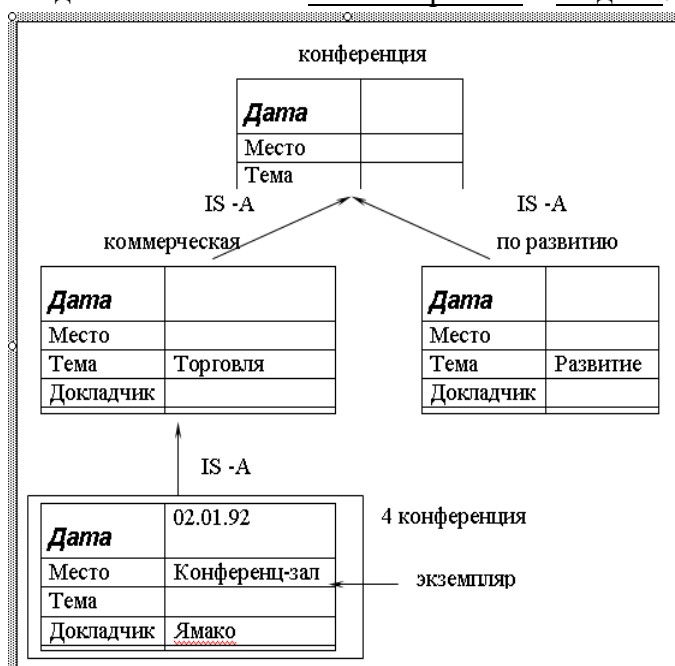 конференция
Дата
Место
Тема
IS -A IS -A
коммерческая по развитию
Дата Дата
Место Место
Тема Торговля Тема Развитие
Докладчик Докладчик
IS -A
02.01.92 4 конференция
Дата
Место Конференц-зал экземпляр
Тема
Докладчик Ямако